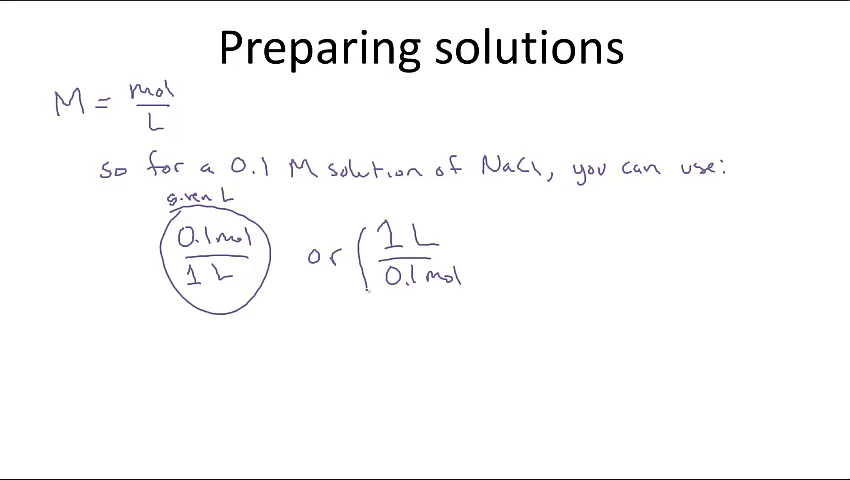 Preparing solutions
M = mol
L
so for a 0.1 M solution of NaCl, you can use:
given L
0.1 mol
1 L
or
1 L
0.1 mol